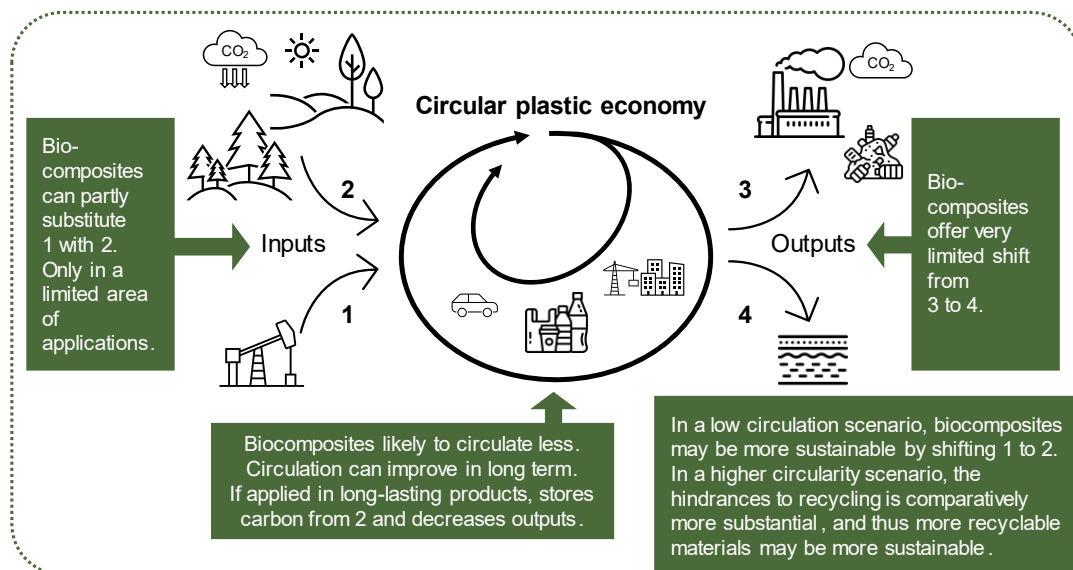 CO2
Circular plastic economy
CO2
Bio-
composites
can partly
substitute
1 with 2.
Only in a
limited area
of
applications.
2
Inputs
1
3
Outputs
4
Bio-
composites
offer very
limited shift
from
3 to 4.
Biocomposites likely to circulate less.
Circulation can improve in long term.
If applied in long-lasting products, stores
carbon from 2 and decreases outputs.
In a low circulation scenario, biocomposites
may be more sustainable by shifting 1 to 2.
In a higher circularity scenario, the
hindrances to recycling is comparatively
more substantial, and thus more recyclable
materials may be more sustainable.